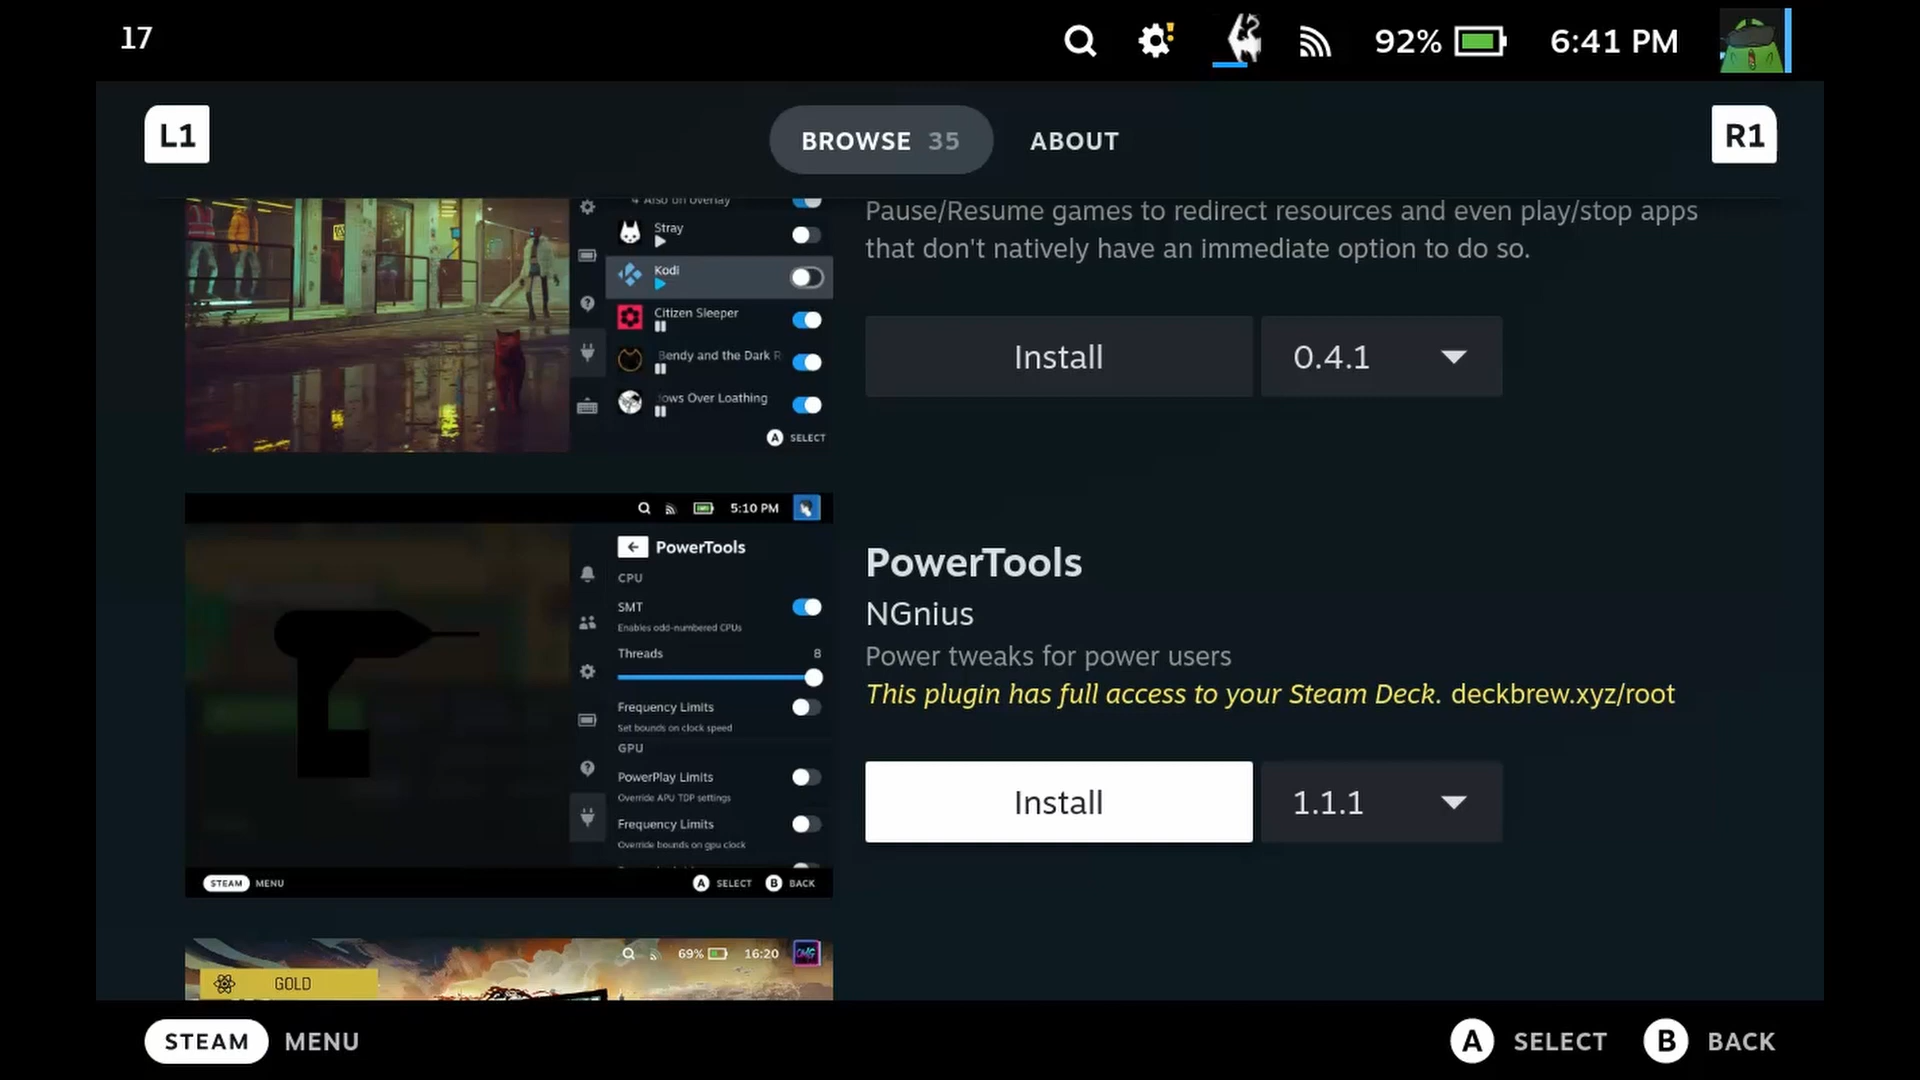 17
92%
6:41 PM
L1
BROWSE 35
ABOUT
R1
Also on overlay
Stray
Kodi
Citizen Sleeper
Bendy and the Dark R
ows Over Loathing
A SELECT
Pause/Resume games to redirect resources and even play/stop apps
that don't natively have an immediate option to do so.
Install
0.4.1
5:10 PM
PowerTools
CPU
SMT
Enables odd-numbered CPUs
Threads 8
Frequency Limits
Set bounds on clock speed
GPU
PowerPlay Limits
Override APU TDP settings
Frequency Limits
Override bounds on gpu clock
STEAM MENU
A SELECT B BACK
PowerTools
NGnius
Power tweaks for power users
This plugin has full access to your Steam Deck. deckbrew.xyz/root
Install
1.1.1
69%
16:20
OMG
GOLD
STEAM MENU
A SELECT B BACK